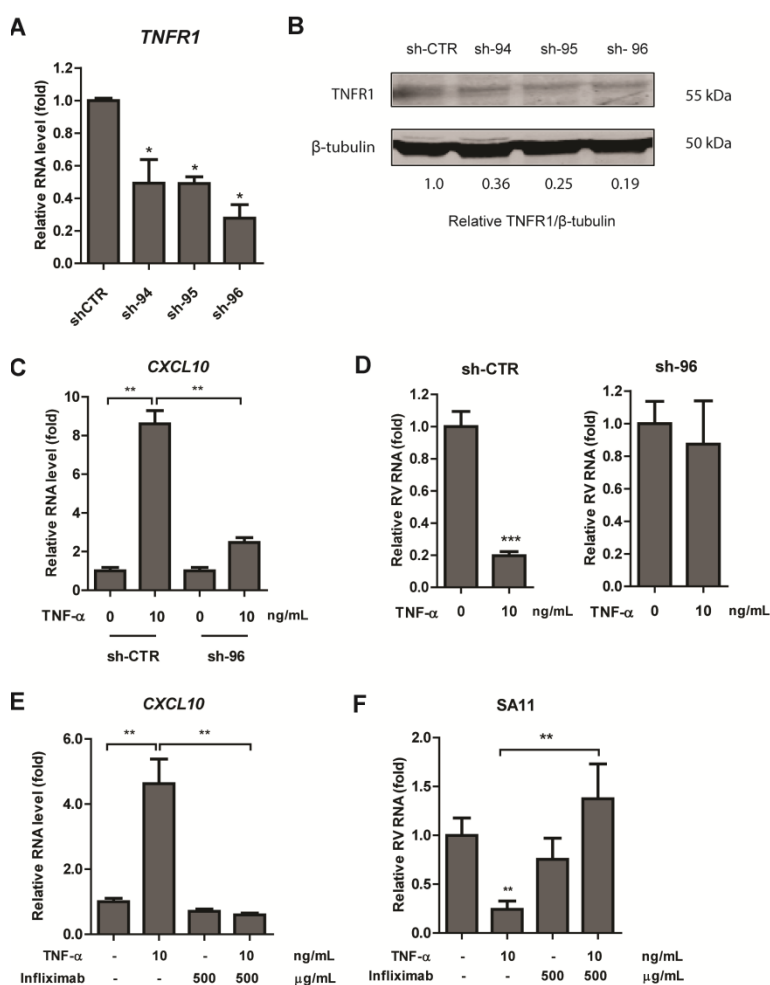 A
TNFR1
Relative RNA level (fold)
1.2
1.0
0.8
0.6
0.4
0.2
0.0
*
*
*
shCTR
sh-94
sh-95
sh-96
B
sh-CTR sh-94 sh-95 sh- 96
TNFR1 55 kDa
β-tubulin 50 kDa
1.0 0.36 0.25 0.19
Relative TNFR1/β-tubulin
C
CXCL10
Relative RNA level (fold)
10
8
6
4
2
0
** **
TNF-α 0 10 0 10 ng/mL
sh-CTR sh-96
D
sh-CTR
Relative RV RNA (fold)
1.2
1.0
0.8
0.6
0.4
0.2
0.0
***
TNF-α 0 10 ng/mL
sh-96
Relative RV RNA (fold)
1.2
1.0
0.8
0.6
0.4
0.2
0.0
TNF-α 0 10 ng/mL
E
CXCL10
Relative RNA level (fold)
6.0
4.0
2.0
0.0
** **
TNF-α - 10 - 10 ng/mL
Infliximab - - 500 500 µg/mL
F
SA11
Relative RV RNA (fold)
2.0
1.5
1.0
0.5
0.0
**
**
TNF-α - 10 - 10 ng/mL
Infliximab - - 500 500 µg/mL